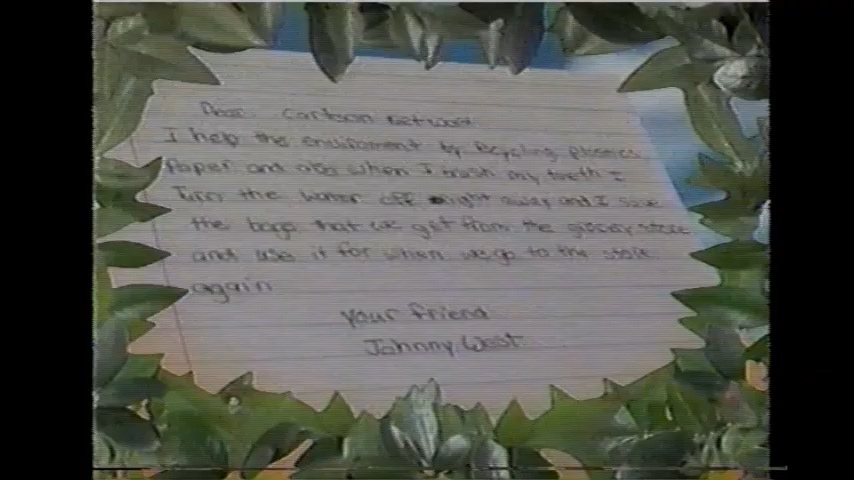 Dear Cartoon Network
I help the envirament by recycling phonics
Paper and also when I brush my teeth I
Turn the water off right away and I save
the bags that we get from the grocery store
and use it for when we go to the store
again
your friend
Johnny West